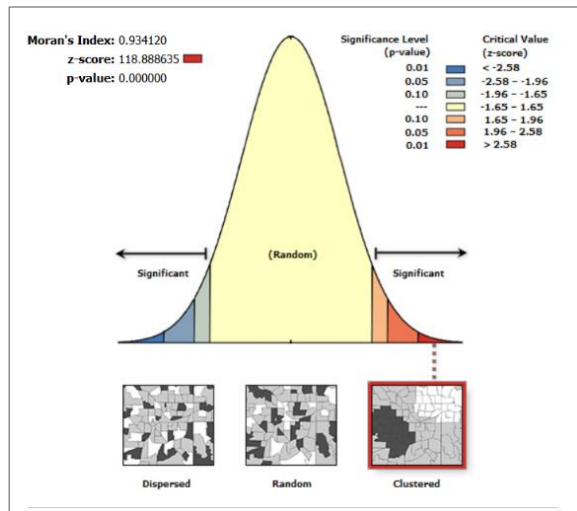 Moran's Index: 0.934120
z-score: 118.888635
p-value: 0.000000
Significance Level
(p-value)
Critical Value
(z-score)
0.01 < -2.58
0.05 -2.58 – -1.96
0.10 -1.96 – -1.65
--- -1.65 – 1.65
0.10 1.65 – 1.96
0.05 1.96 – 2.58
0.01 > 2.58
(Random)
Significant
Significant
Dispersed
Random
Clustered